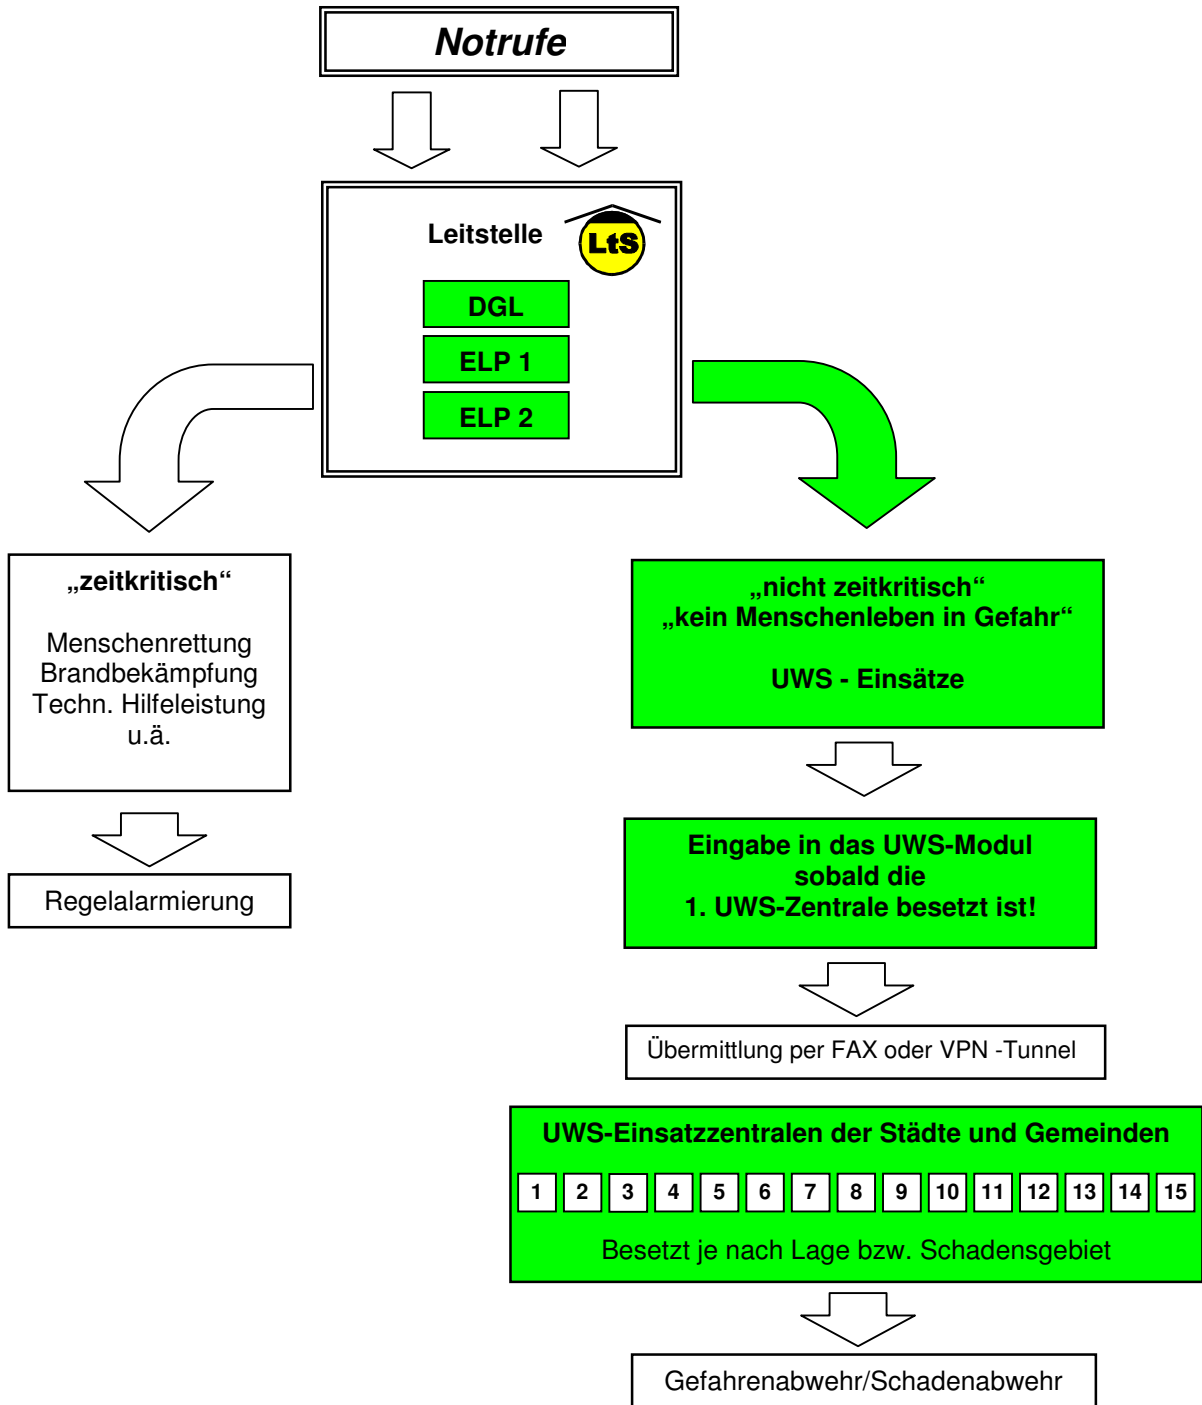 Notrufe
Leitstelle
LtS
DGL
ELP 1
ELP 2
„zeitkritisch“
Menschenrettung
Brandbekämpfung
Techn. Hilfeleistung
u.ä.
Regelalarmierung
„nicht zeitkritisch“
„kein Menschenleben in Gefahr“
UWS - Einsätze
Eingabe in das UWS-Modul
sobald die
1. UWS-Zentrale besetzt ist!
Übermittlung per FAX oder VPN -Tunnel
UWS-Einsatzzentralen der Städte und Gemeinden
1 2 3 4 5 6 7 8 9 10 11 12 13 14 15
Besetzt je nach Lage bzw. Schadensgebiet
Gefahrenabwehr/Schadenabwehr